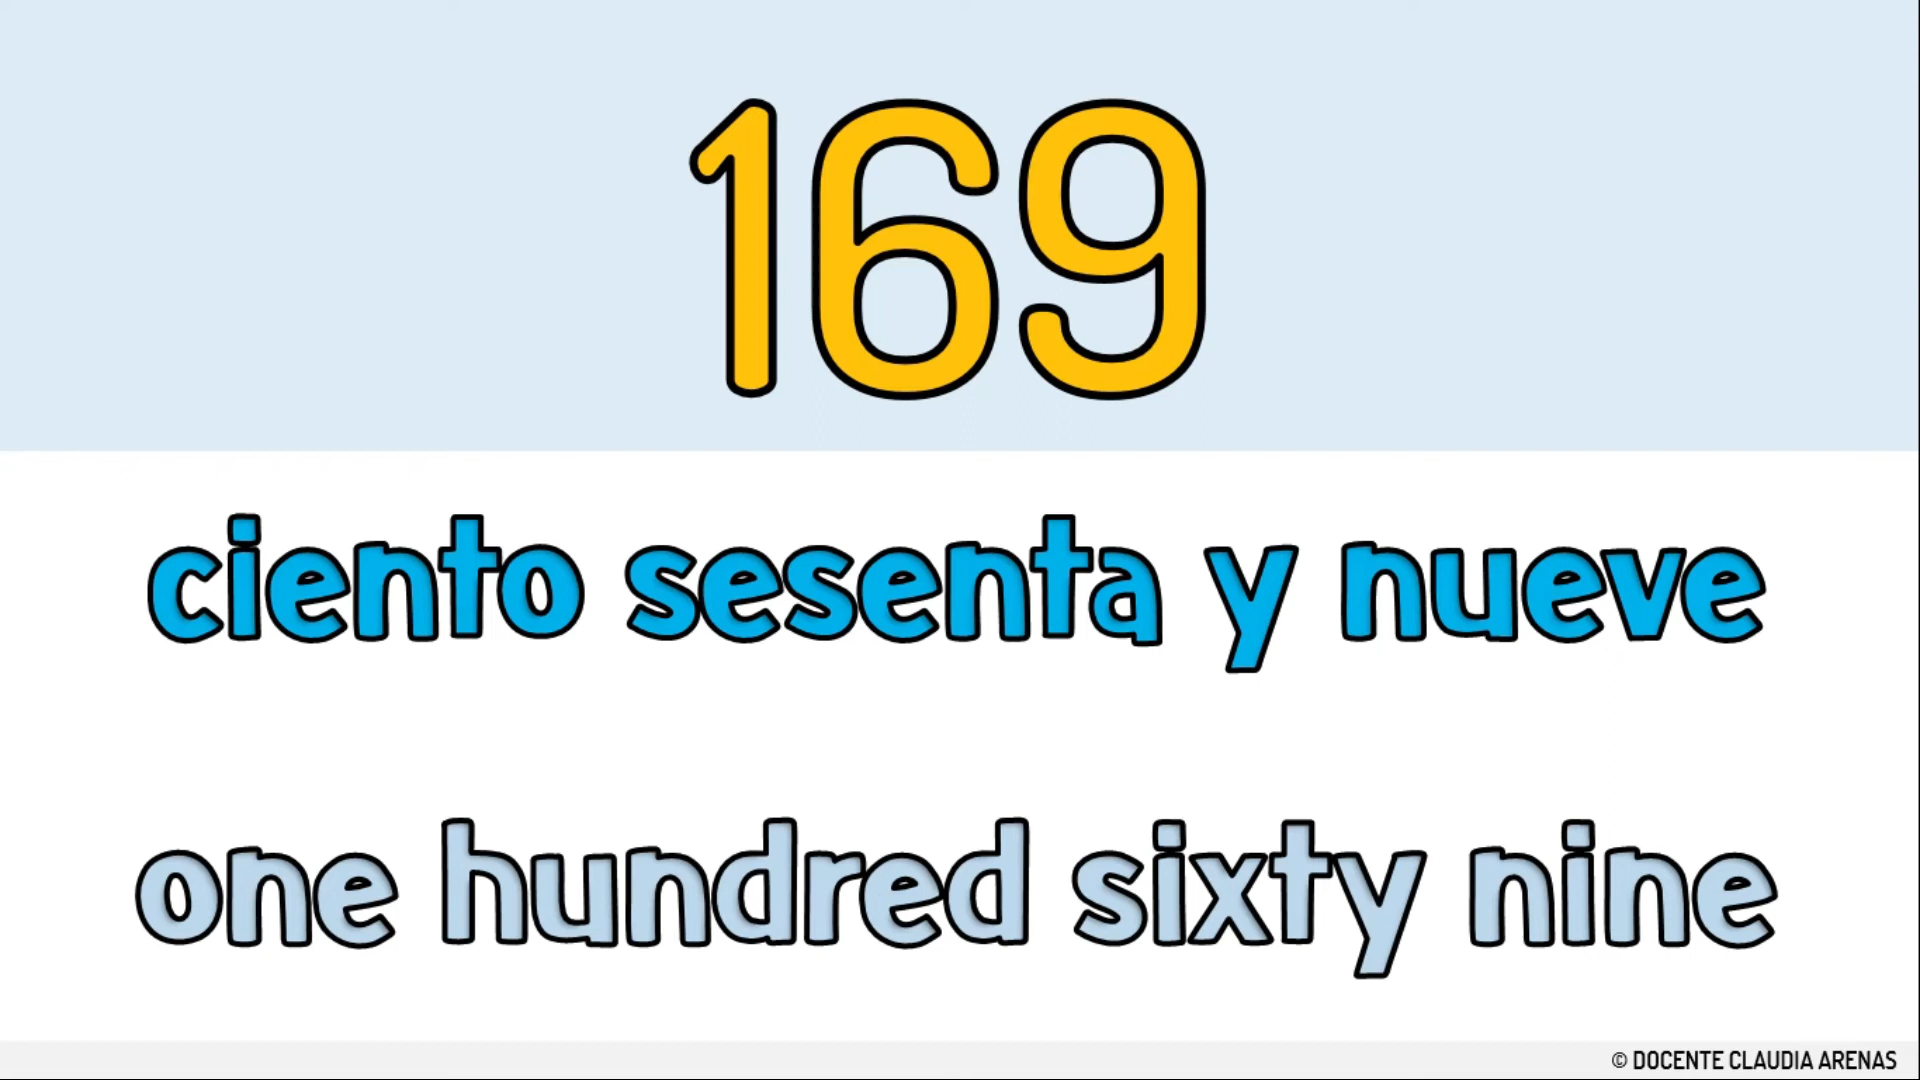 169
ciento sesenta y nueve
one hundred sixty nine
© DOCENTE CLAUDIA ARENAS